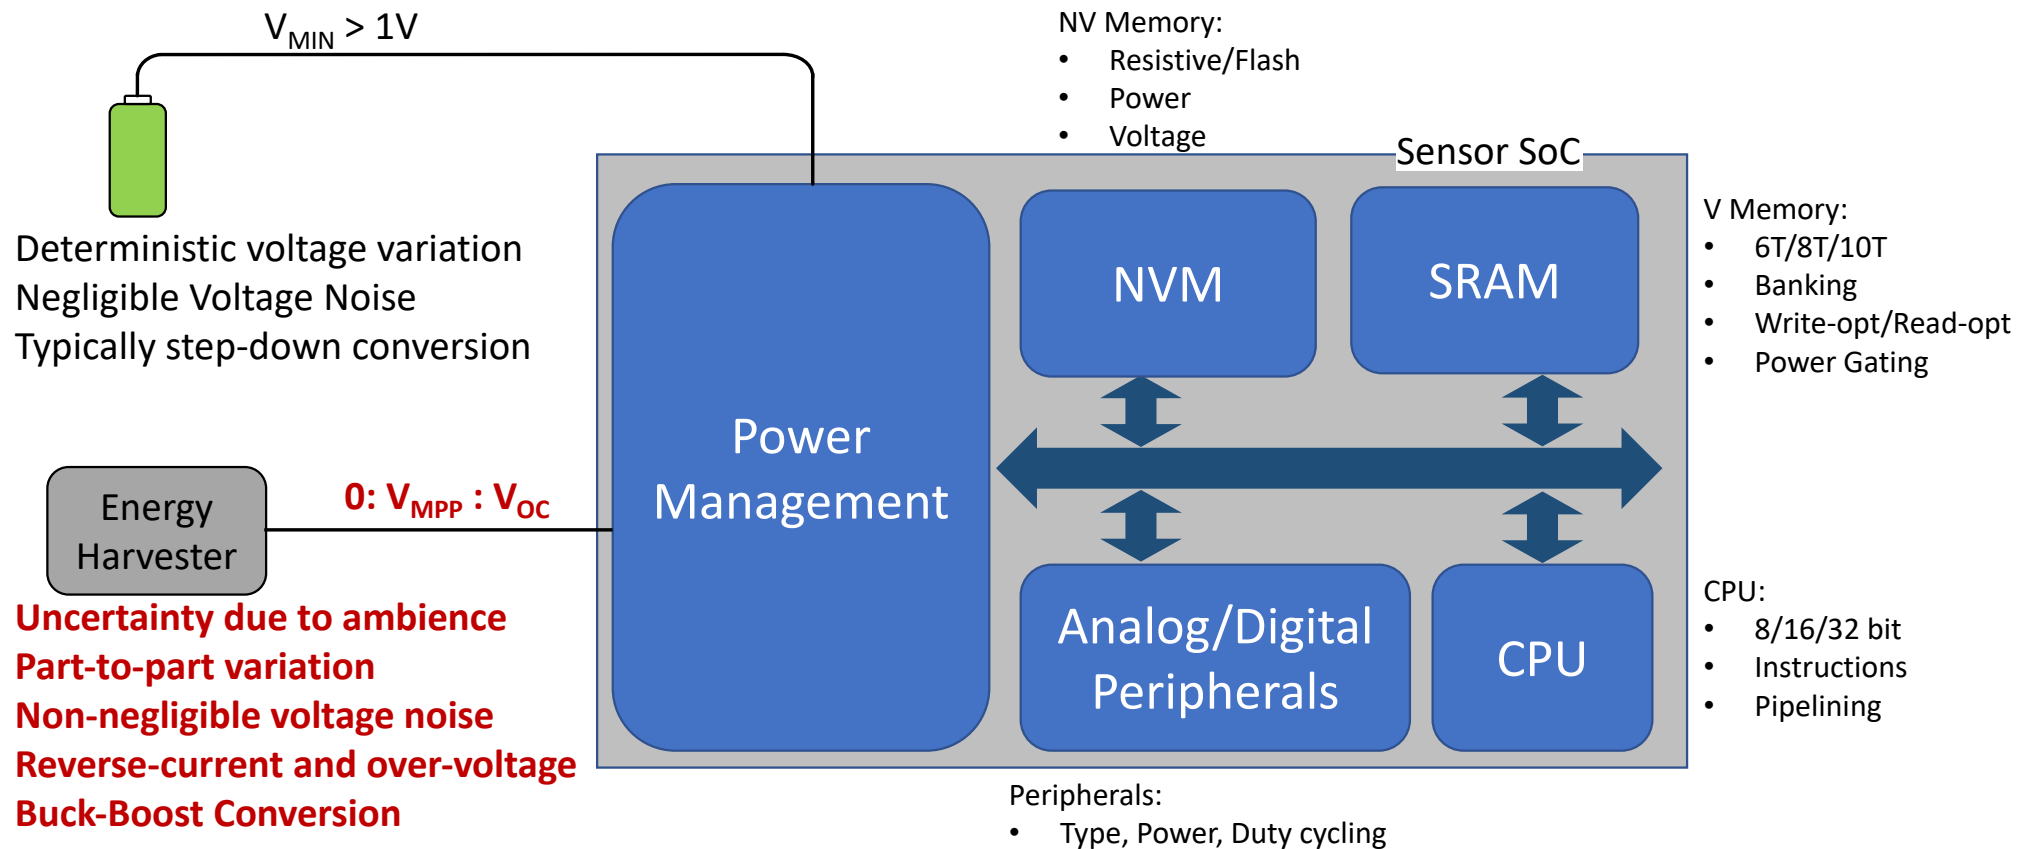 V_MIN > 1V
Deterministic voltage variation
Negligible Voltage Noise
Typically step-down conversion
Energy
Harvester
0: V_MPP : V_OC
Uncertainty due to ambience
Part-to-part variation
Non-negligible voltage noise
Reverse-current and over-voltage
Buck-Boost Conversion
NV Memory:
• Resistive/Flash
• Power
• Voltage
Sensor SoC
Power
Management
NVM
SRAM
Analog/Digital
Peripherals
CPU
V Memory:
• 6T/8T/10T
• Banking
• Write-opt/Read-opt
• Power Gating
CPU:
• 8/16/32 bit
• Instructions
• Pipelining
Peripherals:
• Type, Power, Duty cycling